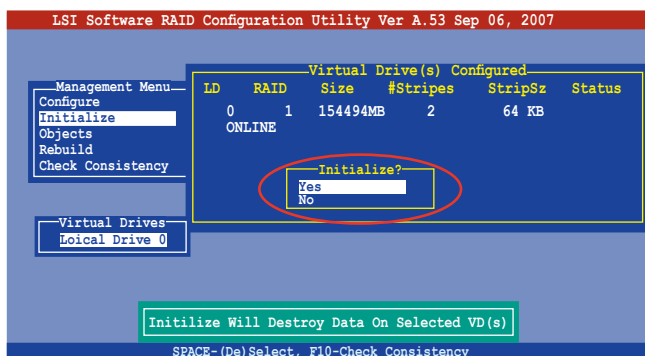 LSI Software RAID Configuration Utility Ver A.53 Sep 06, 2007
Virtual Drive(s) Configured
LD RAID Size #Stripes StripSz Status
0 1 154494MB 2 64 KB
ONLINE
Management Menu
Configure
Initialize
Objects
Rebuild
Check Consistency
Initialize?
Yes
No
Virtual Drives
Loical Drive 0
Initilize Will Destroy Data On Selected VD(s)
SPACE-(De)Select, F10-Check Consistency